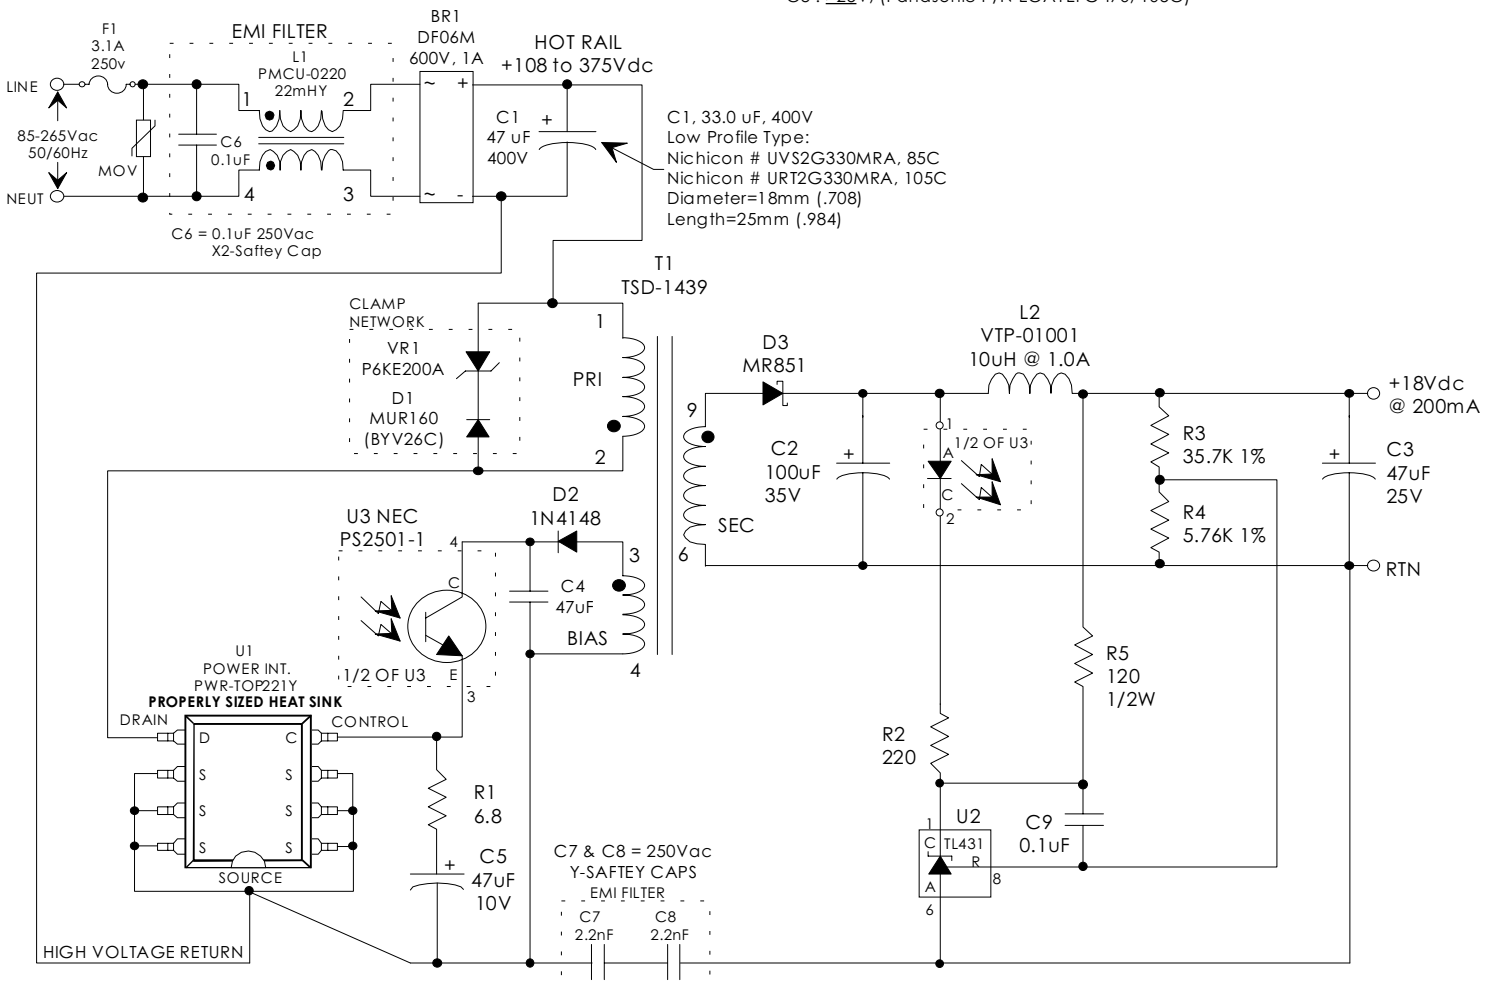 F1
3.1A
250v
EMI FILTER
L1
PMCU-0220
22mHY
BR1
DF06M
600V, 1A
HOT RAIL
+108 to 375Vdc
LINE
1
2
~
+
85-265Vac
50/60Hz
MOV
C6
0.1uF
C1
47 uF
400V
+
C1, 33.0 uF, 400V
Low Profile Type:
Nichicon # UVS2G330MRA, 85C
Nichicon # URT2G330MRA, 105C
Diameter=18mm (.708)
Length=25mm (.984)
NEUT
4
3
~
-
C6 = 0.1uF 250Vac
X2-Saftey Cap
T1
TSD-1439
CLAMP
NETWORK
VR1
P6KE200A
D1
MUR160
(BYV26C)
1
PRI
2
D3
MR851
L2
VTP-01001
10uH @ 1.0A
+18Vdc
@ 200mA
9
SEC
6
C2
100uF
35V
+
1
1/2 OF U3
A
C
2
R3
35.7K 1%
R4
5.76K 1%
+
C3
47uF
25V
RTN
U3 NEC
PS2501-1
4
C
E
3
1/2 OF U3
D2
1N4148
3
C4
47uF
BIAS
4
U1
POWER INT.
PWR-TOP221Y
PROPERLY SIZED HEAT SINK
DRAIN
CONTROL
D
C
S
S
S
S
S
S
SOURCE
R1
6.8
+
C5
47uF
10V
R5
120
1/2W
R2
220
U2
1
C
TL431
R
8
A
6
C9
0.1uF
C7 & C8 = 250Vac
Y-SAFTEY CAPS
EMI FILTER
C7
2.2nF
C8
2.2nF
HIGH VOLTAGE RETURN